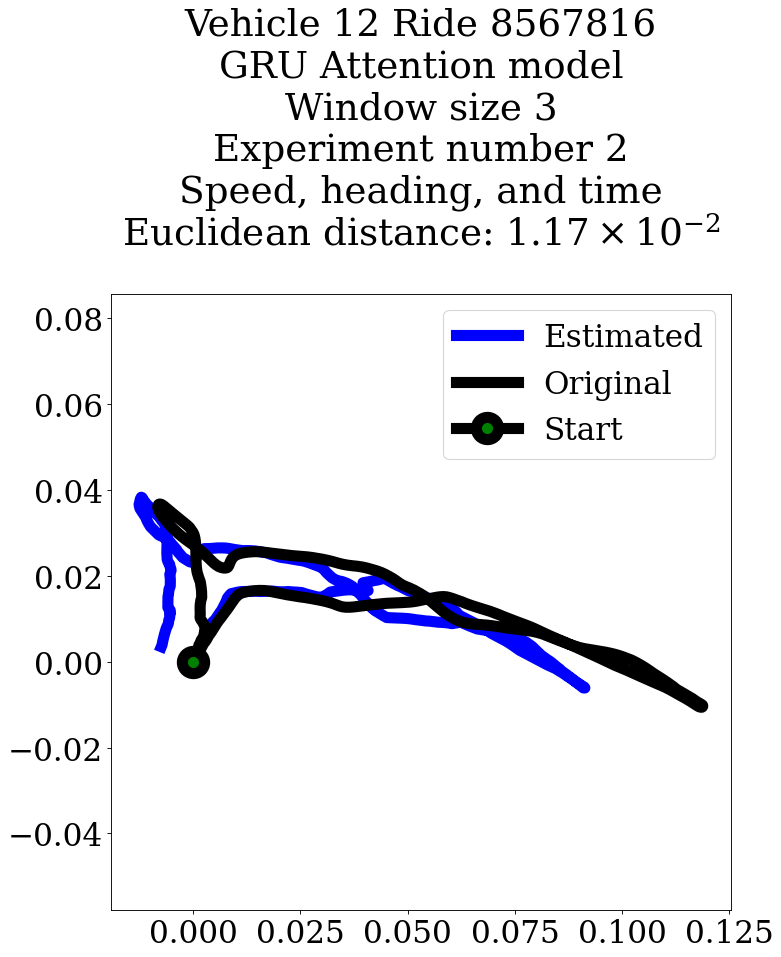 Vehicle 12 Ride 8567816
GRU Attention model
Window size 3
Experiment number 2
Speed, heading, and time
Euclidean distance: 1.17 × 10⁻²
Estimated
Original
Start
0.08
0.06
0.04
0.02
0.00
−0.02
−0.04
0.000 0.025 0.050 0.075 0.100 0.125